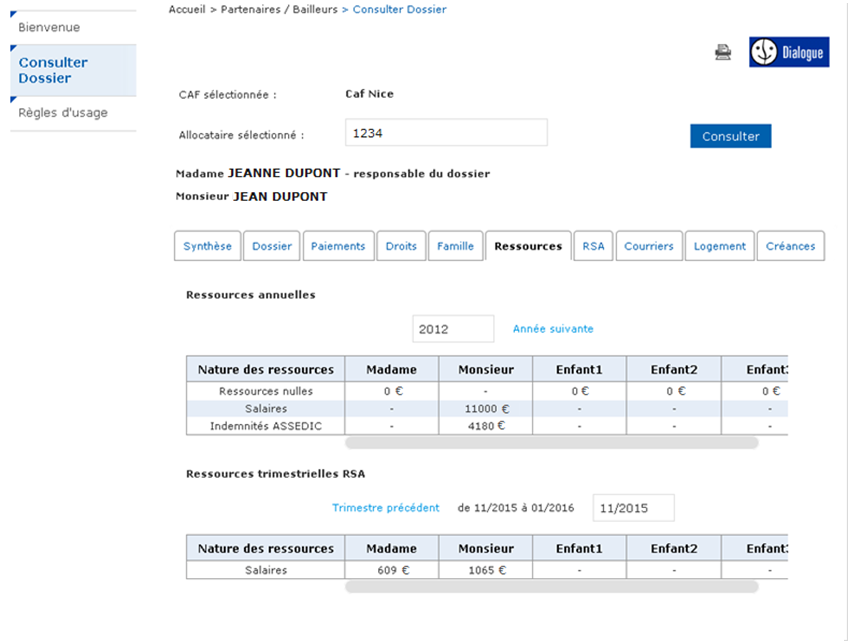 Accueil > Partenaires / Bailleurs > Consulter Dossier
Bienvenue
Consulter
Dossier
Règles d'usage
Dialogue
CAF sélectionnée : Caf Nice
Allocataire sélectionné : 1234 Consulter
Madame JEANNE DUPONT - responsable du dossier
Monsieur JEAN DUPONT
Synthèse Dossier Paiements Droits Famille Ressources RSA Courriers Logement Créances
Ressources annuelles
2012 Année suivante
Nature des ressources Madame Monsieur Enfant1 Enfant2 Enfant
Ressources nulles 0 € - 0 € 0 € 0 €
Salaires - 11000 € - - -
Indemnités ASSEDIC - 4180 € - - -
Ressources trimestrielles RSA
Trimestre précédent de 11/2015 à 01/2016 11/2015
Nature des ressources Madame Monsieur Enfant1 Enfant2 Enfant
Salaires 609 € 1065 € - - -